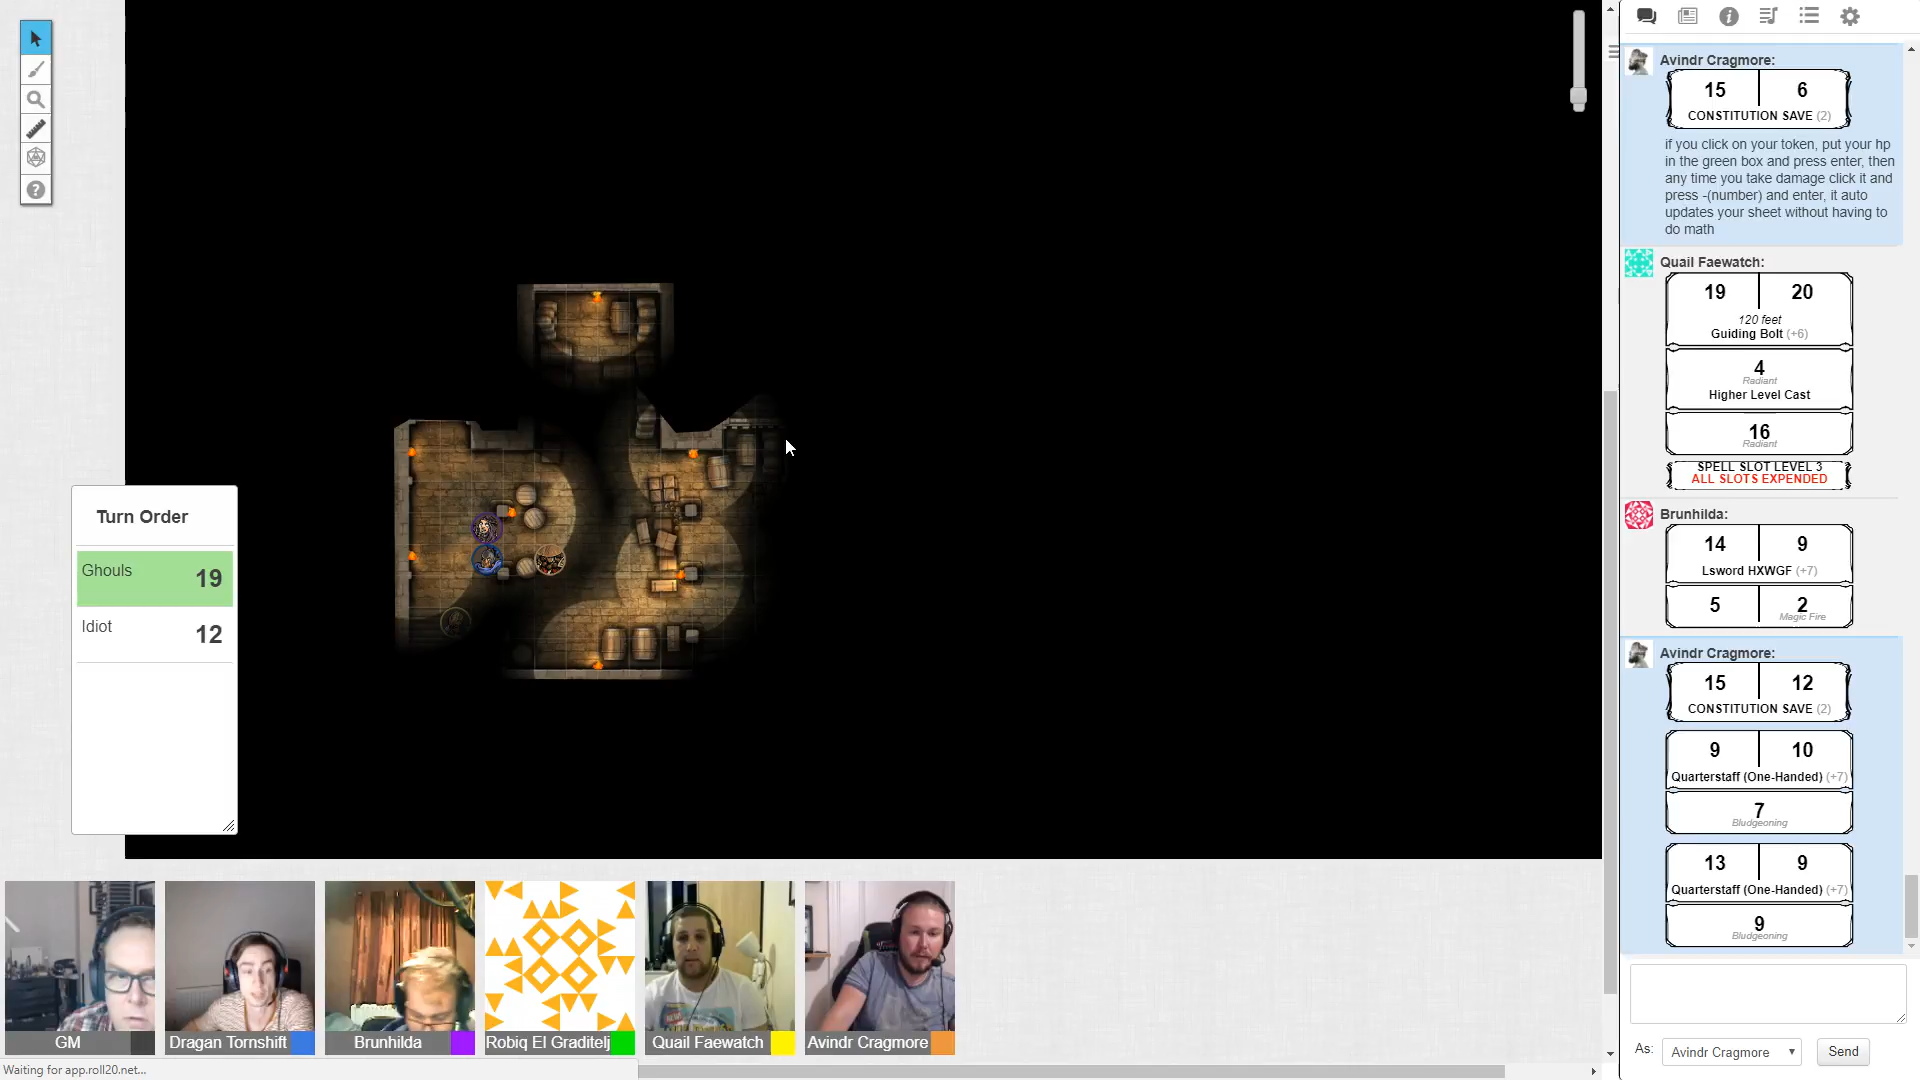 Turn Order
Ghouls
19
Idiot
12
GM
Dragan Tornshift
Brunhilda
Robiq El Graditelj
Quail Faewatch
Avindr Cragmore
Waiting for app.roll20.net...
Avindr Cragmore:
15 6
CONSTITUTION SAVE (2)
if you click on your token, put your hp
in the green box and press enter, then
any time you take damage click it and
press -(number) and enter, it auto
updates your sheet without having to
do math
Quail Faewatch:
19 20
120 feet
Guiding Bolt (+6)
4
Radiant
Higher Level Cast
16
Radiant
SPELL SLOT LEVEL 3
ALL SLOTS EXPENDED
Brunhilda:
14 9
Lsword HXWGF (+7)
5 2
Magic Fire
Avindr Cragmore:
15 12
CONSTITUTION SAVE (2)
9 10
Quarterstaff (One-Handed) (+7)
7
Bludgeoning
13 9
Quarterstaff (One-Handed) (+7)
9
Bludgeoning
As: Avindr Cragmore Send